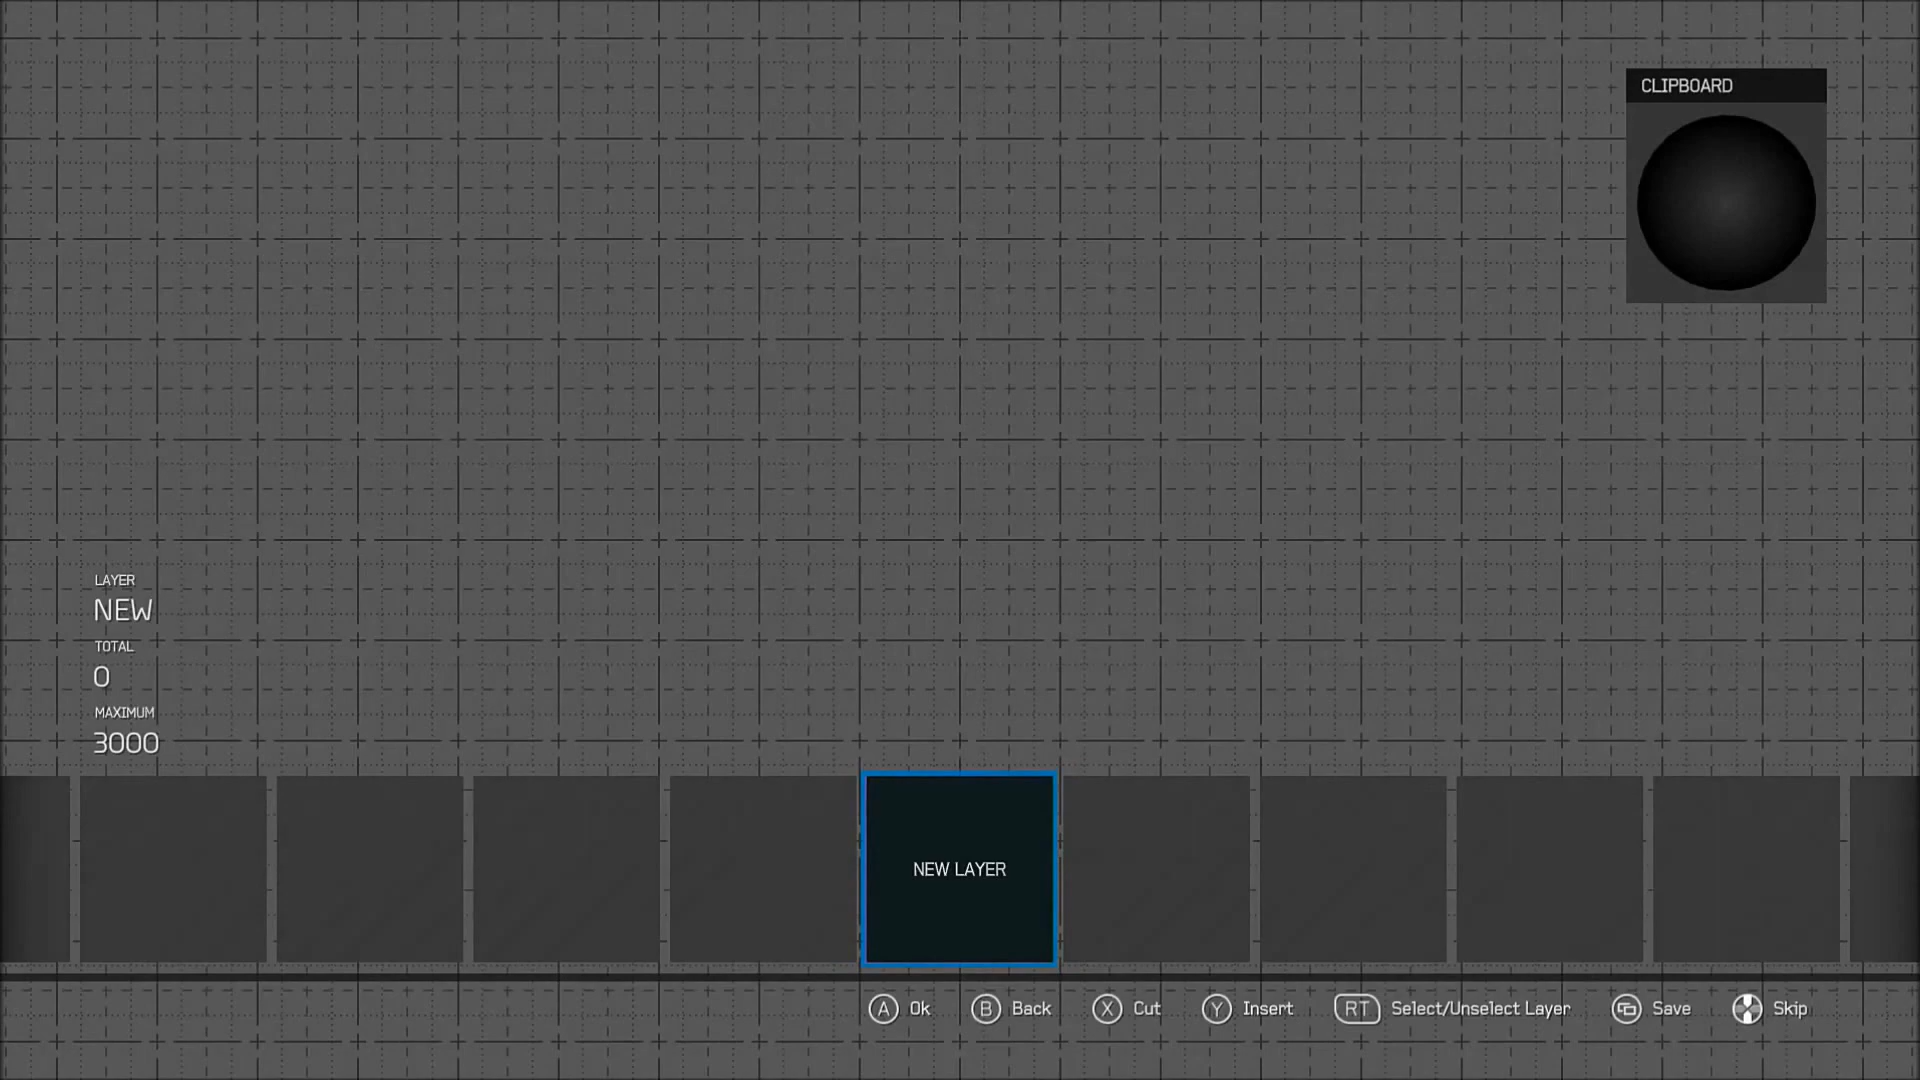 CLIPBOARD
LAYER
NEW
TOTAL
0
MAXIMUM
3000
NEW LAYER
A Ok B Back X Cut Y Insert RT Select/Unselect Layer Save Skip